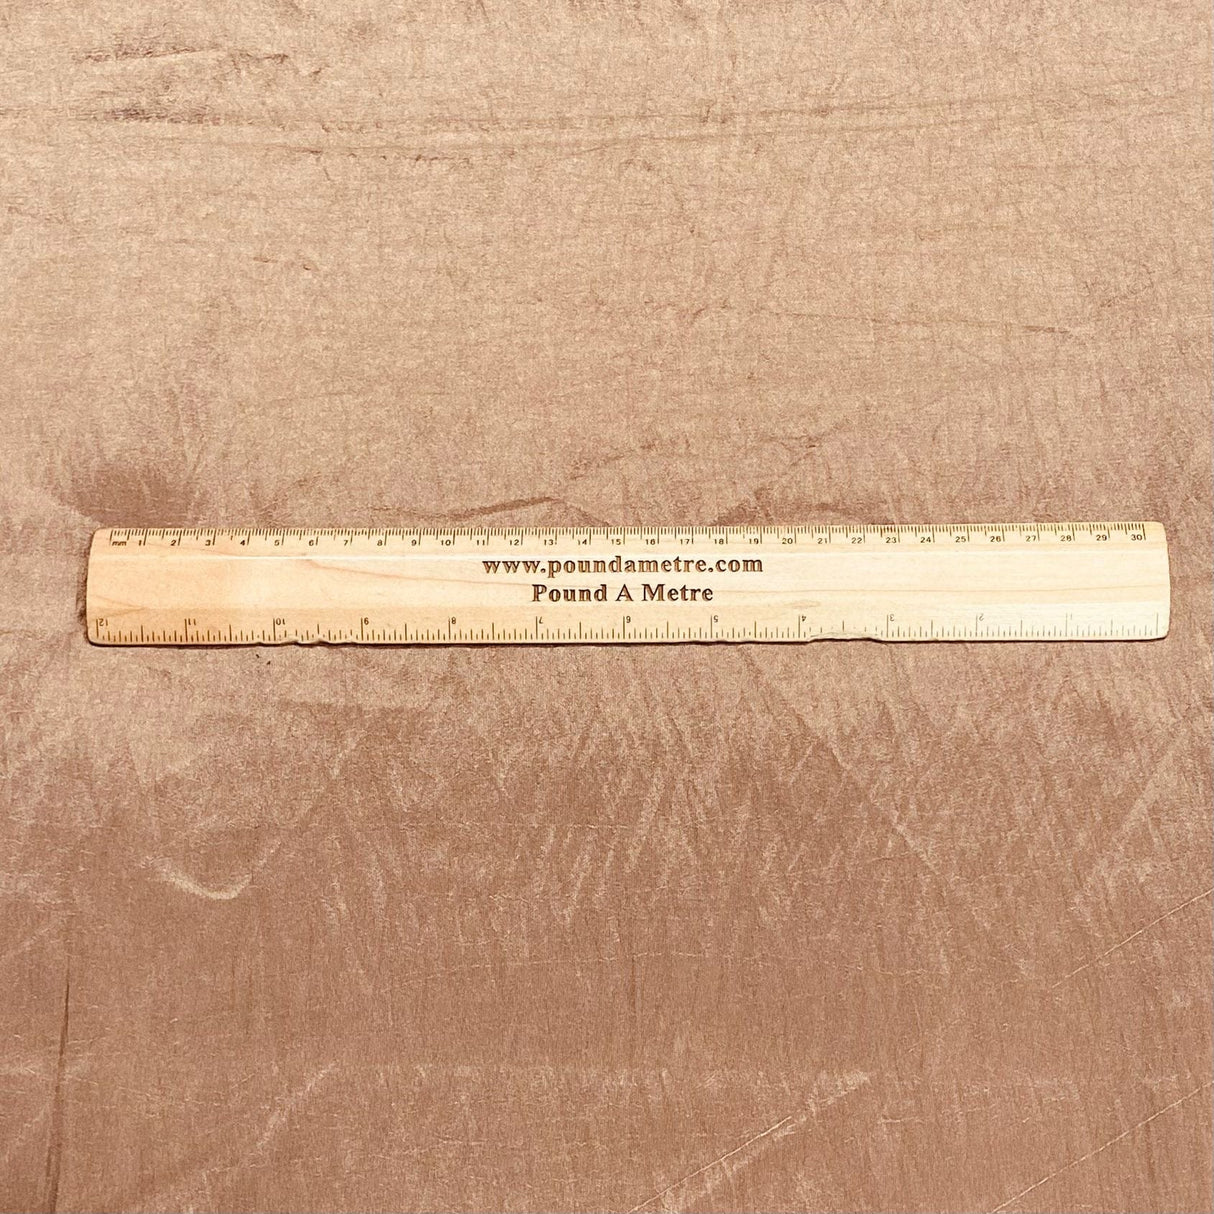 mm 1 2 3 4 5 6 7 8 9 10 11 12 13 14 15 16 17 18 19 20 21 22 23 24 25 26 27 28 29 30
www.poundametre.com
Pound A Metre
12 11 10 9 8 7 6 5 4 3 2 1